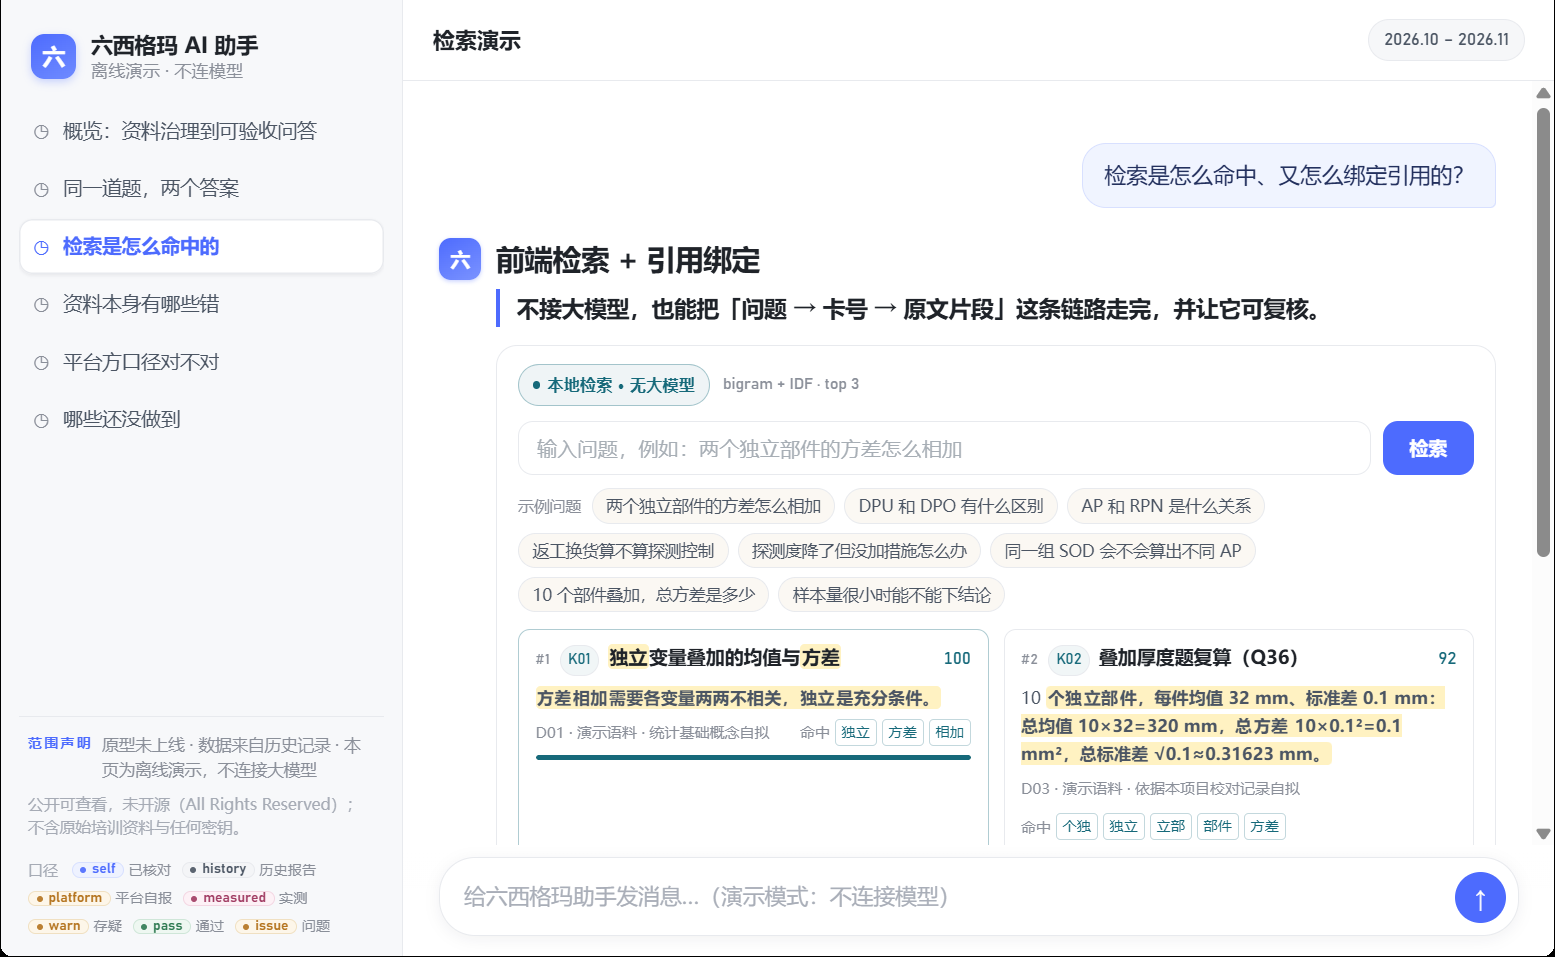 六
六西格玛 AI 助手
离线演示 · 不连模型
概览：资料治理到可验收问答
同一道题，两个答案
检索是怎么命中的
资料本身有哪些错
平台方口径对不对
哪些还没做到
范围声明 原型未上线 · 数据来自历史记录 · 本
页为离线演示，不连接大模型
公开可查看，未开源（All Rights Reserved）；
不含原始培训资料与任何密钥。
口径 self 已核对 history 历史报告
platform 平台自报 measured 实测
warn 存疑 pass 通过 issue 问题
检索演示
2026.10 – 2026.11
检索是怎么命中、又怎么绑定引用的？
六 前端检索 + 引用绑定
不接大模型，也能把「问题 → 卡号 → 原文片段」这条链路走完，并让它可复核。
本地检索 • 无大模型 bigram + IDF · top 3
输入问题，例如：两个独立部件的方差怎么相加 检索
示例问题 两个独立部件的方差怎么相加 DPU 和 DPO 有什么区别 AP 和 RPN 是什么关系
返工换货算不算探测控制 探测度降了但没加措施怎么办 同一组 SOD 会不会算出不同 AP
10 个部件叠加，总方差是多少 样本量很小时能不能下结论
#1 K01 独立变量叠加的均值与方差 100
方差相加需要各变量两两不相关，独立是充分条件。
D01 · 演示语料 · 统计基础概念自拟 命中 独立 方差 相加
#2 K02 叠加厚度题复算（Q36） 92
10 个独立部件，每件均值 32 mm、标准差 0.1 mm：
总均值 10×32=320 mm，总方差 10×0.1²=0.1
mm²，总标准差 √0.1≈0.31623 mm。
D03 · 演示语料 · 依据本项目校对记录自拟
命中 个独 独立 立部 部件 方差
给六西格玛助手发消息...（演示模式：不连接模型） ↑